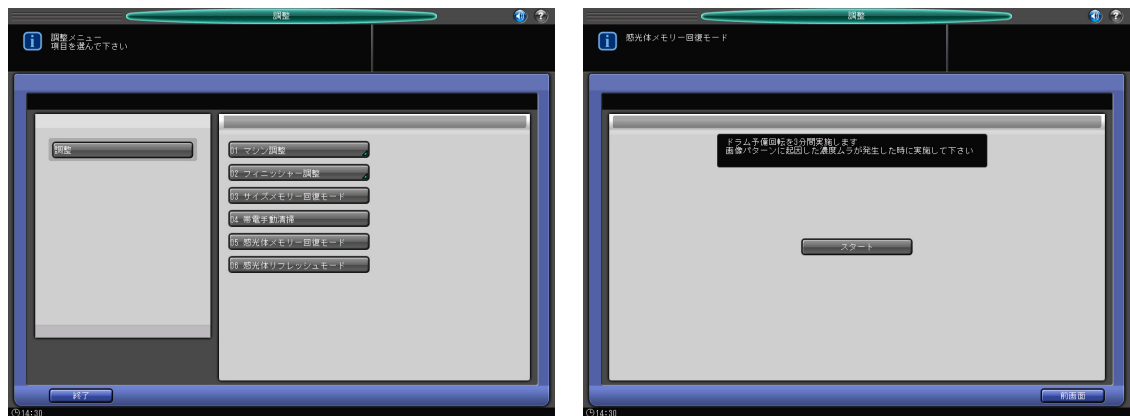 調整
調整メニュー
項目を選んで下さい
調整
01 マシン調整
02 フィニッシャー調整
03 サイズメモリー回復モード
04 帯電手動清掃
05 感光体メモリー回復モード
06 感光体リフレッシュモード
終了
14:30
調整
感光体メモリー回復モード
ドラム予備回転を3分間実施します
画像パターンに起因した濃度ムラが発生した時に実施して下さい
スタート
前画面
14:30